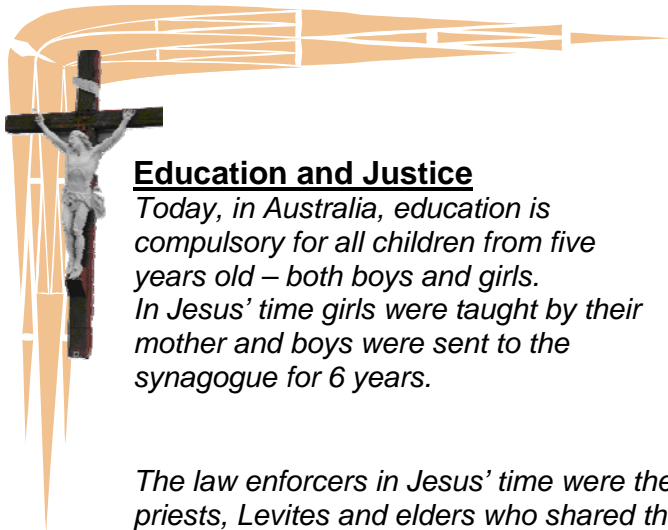 Education and Justice
Today, in Australia, education is
compulsory for all children from five
years old – both boys and girls.
In Jesus’ time girls were taught by their
mother and boys were sent to the
synagogue for 6 years.
The law enforcers in Jesus’ time were the
priests, Levites and elders who shared th